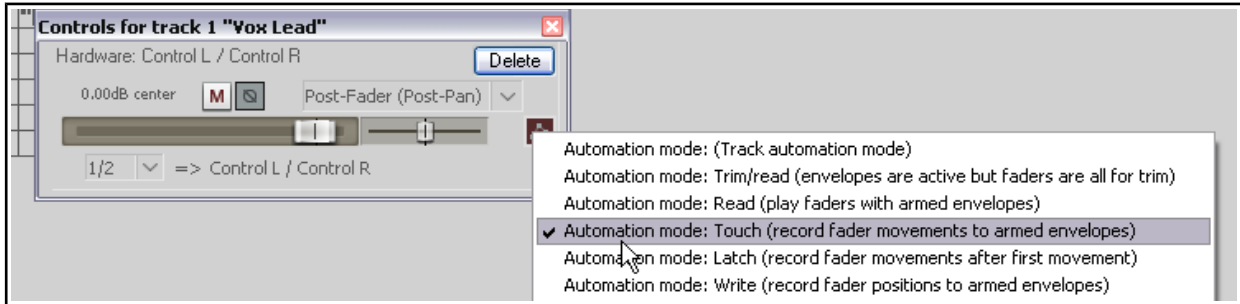 Controls for track 1 "Vox Lead"
Hardware: Control L / Control R
Delete
0.00dB center M Post-Fader (Post-Pan)
1/2 => Control L / Control R
Automation mode: (Track automation mode)
Automation mode: Trim/read (envelopes are active but faders are all for trim)
Automation mode: Read (play faders with armed envelopes)
Automation mode: Touch (record fader movements to armed envelopes)
Automation mode: Latch (record fader movements after first movement)
Automation mode: Write (record fader positions to armed envelopes)